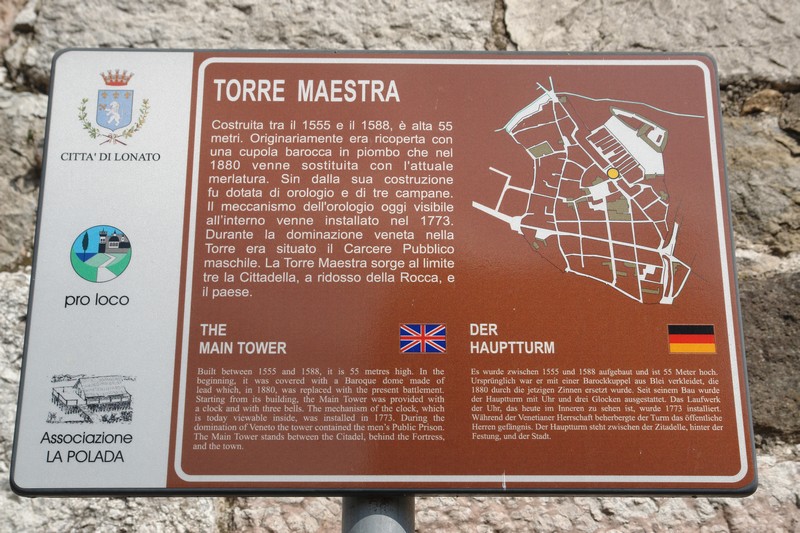 CITTA' DI LONATO
pro loco
Associazione
LA POLADA
TORRE MAESTRA
Costruita tra il 1555 e il 1588, è alta 55
metri. Originariamente era ricoperta con
una cupola barocca in piombo che nel
1880 venne sostituita con l'attuale
merlatura. Sin dalla sua costruzione
fu dotata di orologio e di tre campane.
Il meccanismo dell'orologio oggi visibile
all'interno venne installato nel 1773.
Durante la dominazione veneta nella
Torre era situato il Carcere Pubblico
maschile. La Torre Maestra sorge al limite
tre la Cittadella, a ridosso della Rocca, e
il paese.
THE
MAIN TOWER
Built between 1555 and 1588, it is 55 metres high. In the
beginning, it was covered with a Baroque dome made of
lead which, in 1880, was replaced with the present battlement.
Starting from its building, the Main Tower was provided with
a clock and with three bells. The mechanism of the clock, which
is today viewable inside, was installed in 1773. During the
domination of Veneto the tower contained the men's Public Prison.
The Main Tower stands between the Citadel, behind the Fortress,
and the town.
DER
HAUPTTURM
Es wurde zwischen 1555 und 1588 aufgebaut und ist 55 Meter hoch.
Ursprünglich war er mit einer Barockkuppel aus Blei verkleidet, die
1880 durch die jetzigen Zinnen ersetzt wurde. Seit seinem Bau wurde
der Hauptturm mit Uhr und drei Glocken ausgestattet. Das Laufwerk
der Uhr, das heute im Inneren zu sehen ist, wurde 1773 installiert.
Während der Venetianer Herrschaft beherbergte der Turm das öffentliche
Herren gefängnis. Der Hauptturm steht zwischen der Zitadelle, hinter der
Festung, und der Stadt.